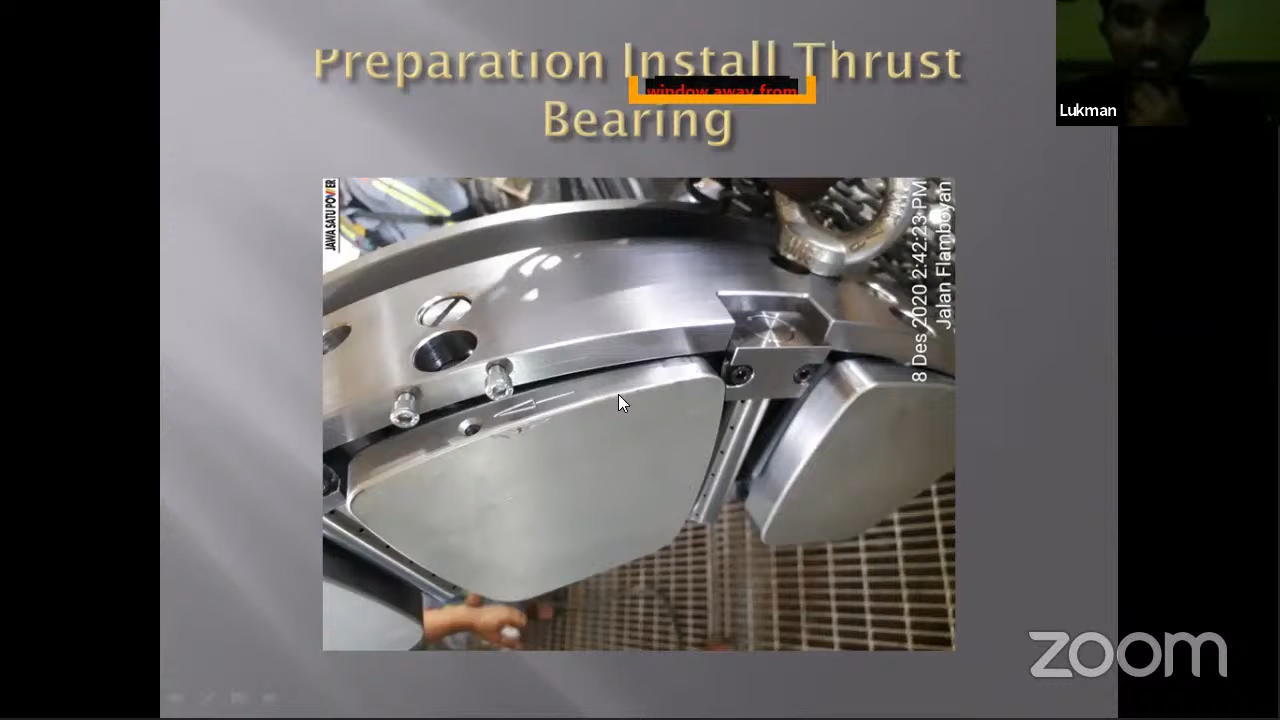 Preparation Install Thrust
window away from
Bearing
Lukman
JAWA SATU POWER
8 Des 2020 2:42:23 PM
Jalan Flamboyan
zoom